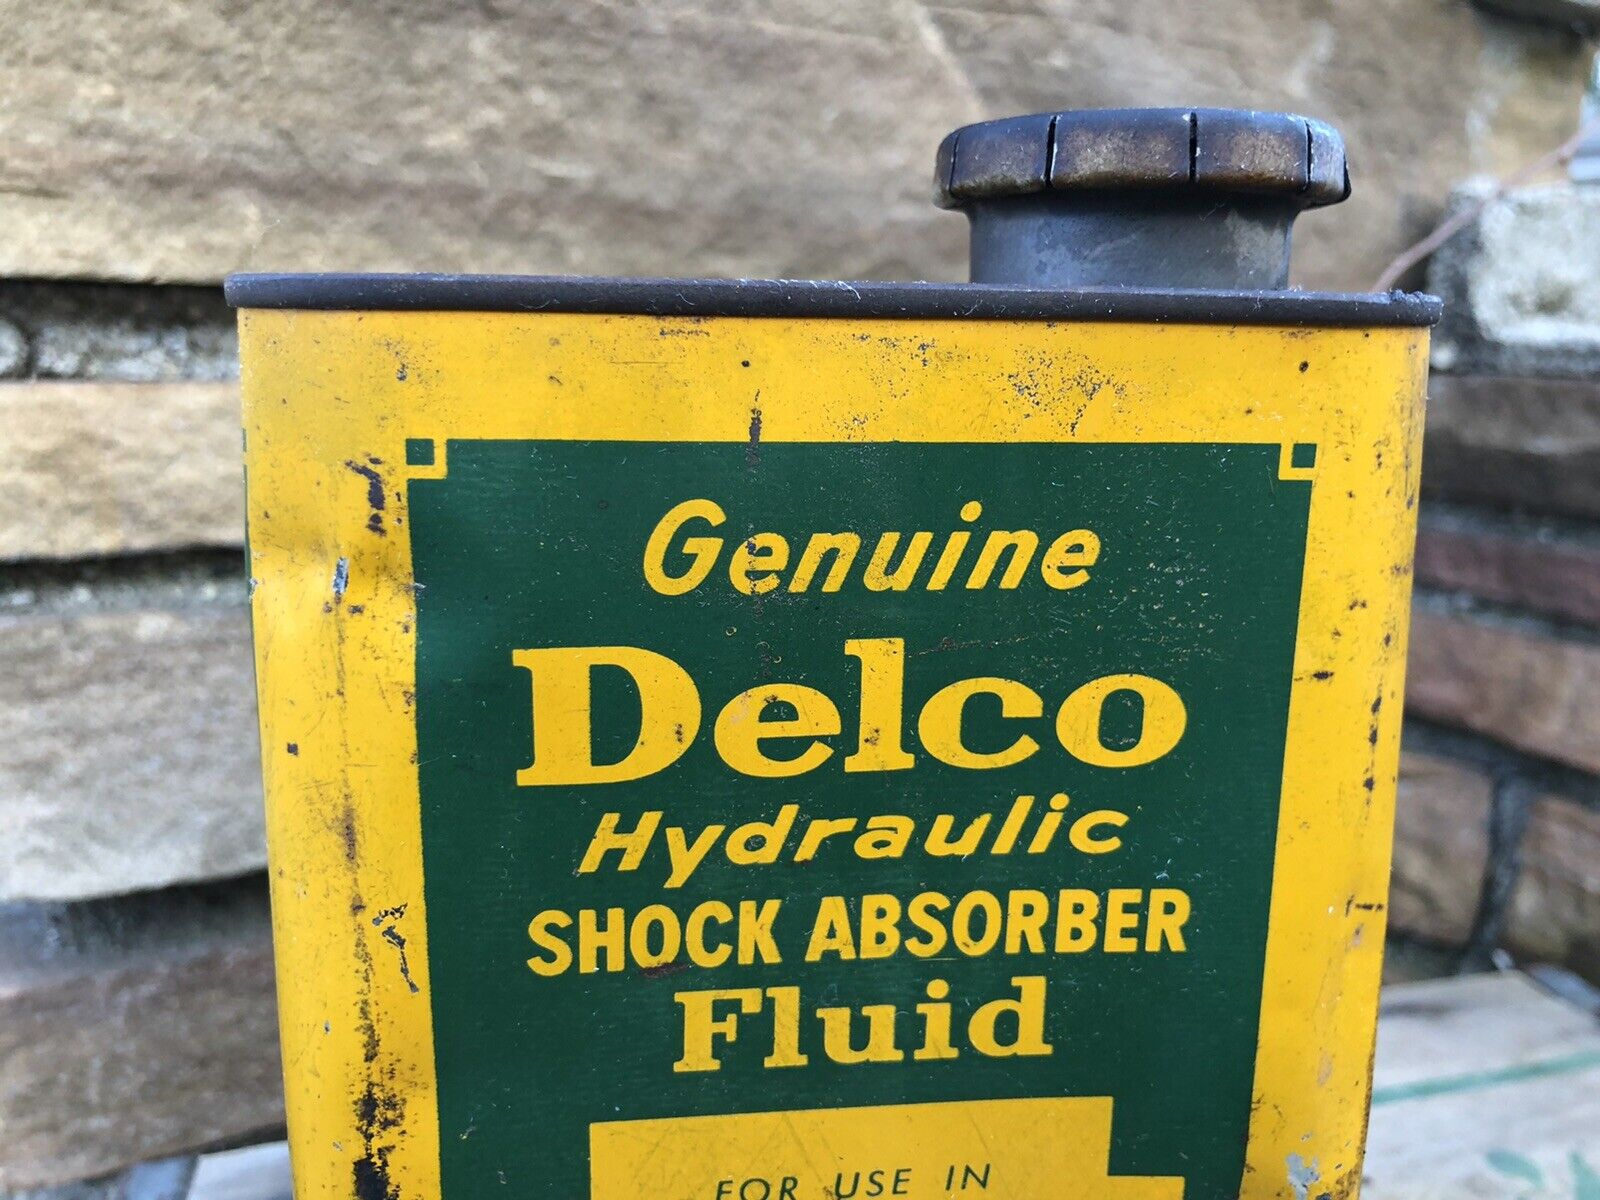 Genuine
Delco
Hydraulic
SHOCK ABSORBER
Fluid
FOR USE IN